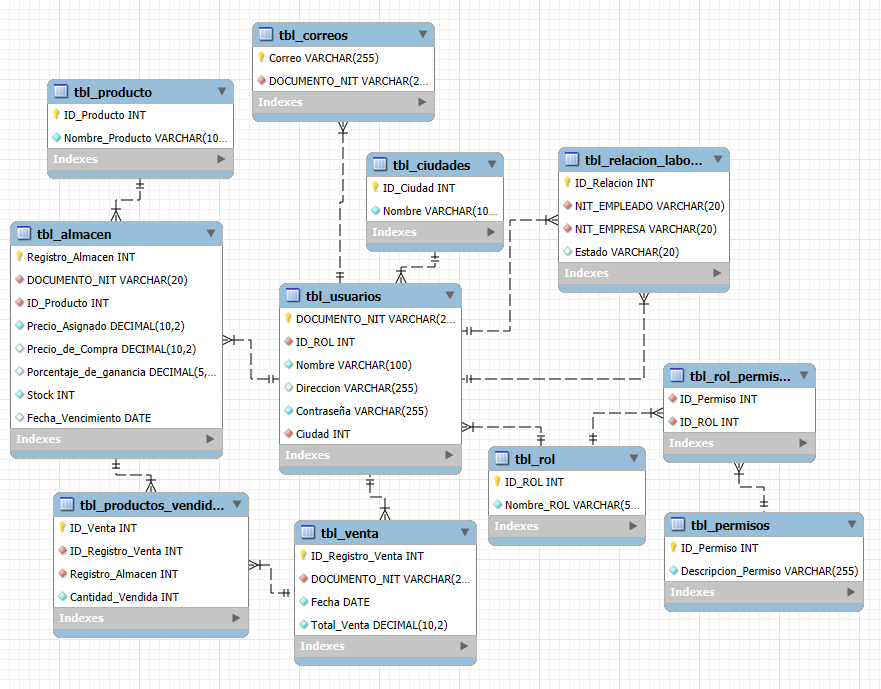 tbl_correos
Correo VARCHAR(255)
DOCUMENTO_NIT VARCHAR(2...
Indexes
tbl_producto
ID_Producto INT
Nombre_Producto VARCHAR(10...
Indexes
tbl_ciudades
ID_Ciudad INT
Nombre VARCHAR(10...
Indexes
tbl_relacion_labo...
ID_Relacion INT
NIT_EMPLEADO VARCHAR(20)
NIT_EMPRESA VARCHAR(20)
Estado VARCHAR(20)
Indexes
tbl_almacen
Registro_Almacen INT
DOCUMENTO_NIT VARCHAR(20)
ID_Producto INT
Precio_Asignado DECIMAL(10,2)
Precio_de_Compra DECIMAL(10,2)
Porcentaje_de_ganancia DECIMAL(5,...
Stock INT
Fecha_Vencimiento DATE
Indexes
tbl_usuarios
DOCUMENTO_NIT VARCHAR(2...
ID_ROL INT
Nombre VARCHAR(100)
Direccion VARCHAR(255)
Contraseña VARCHAR(255)
Ciudad INT
Indexes
tbl_rol_permis...
ID_Permiso INT
ID_ROL INT
Indexes
tbl_rol
ID_ROL INT
Nombre_ROL VARCHAR(5...
Indexes
tbl_productos_vendid...
ID_Venta INT
ID_Registro_Venta INT
Registro_Almacen INT
Cantidad_Vendida INT
Indexes
tbl_venta
ID_Registro_Venta INT
DOCUMENTO_NIT VARCHAR(2...
Fecha DATE
Total_Venta DECIMAL(10,2)
Indexes
tbl_permisos
ID_Permiso INT
Descripcion_Permiso VARCHAR(255)
Indexes